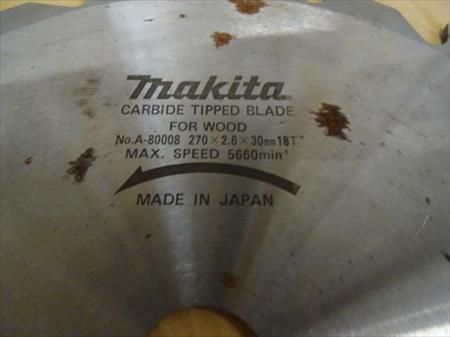 makita
CARBIDE TIPPED BLADE
FOR WOOD
No.A-80008 270×2.6×30mm18T
MAX. SPEED 5660min⁻¹
MADE IN JAPAN